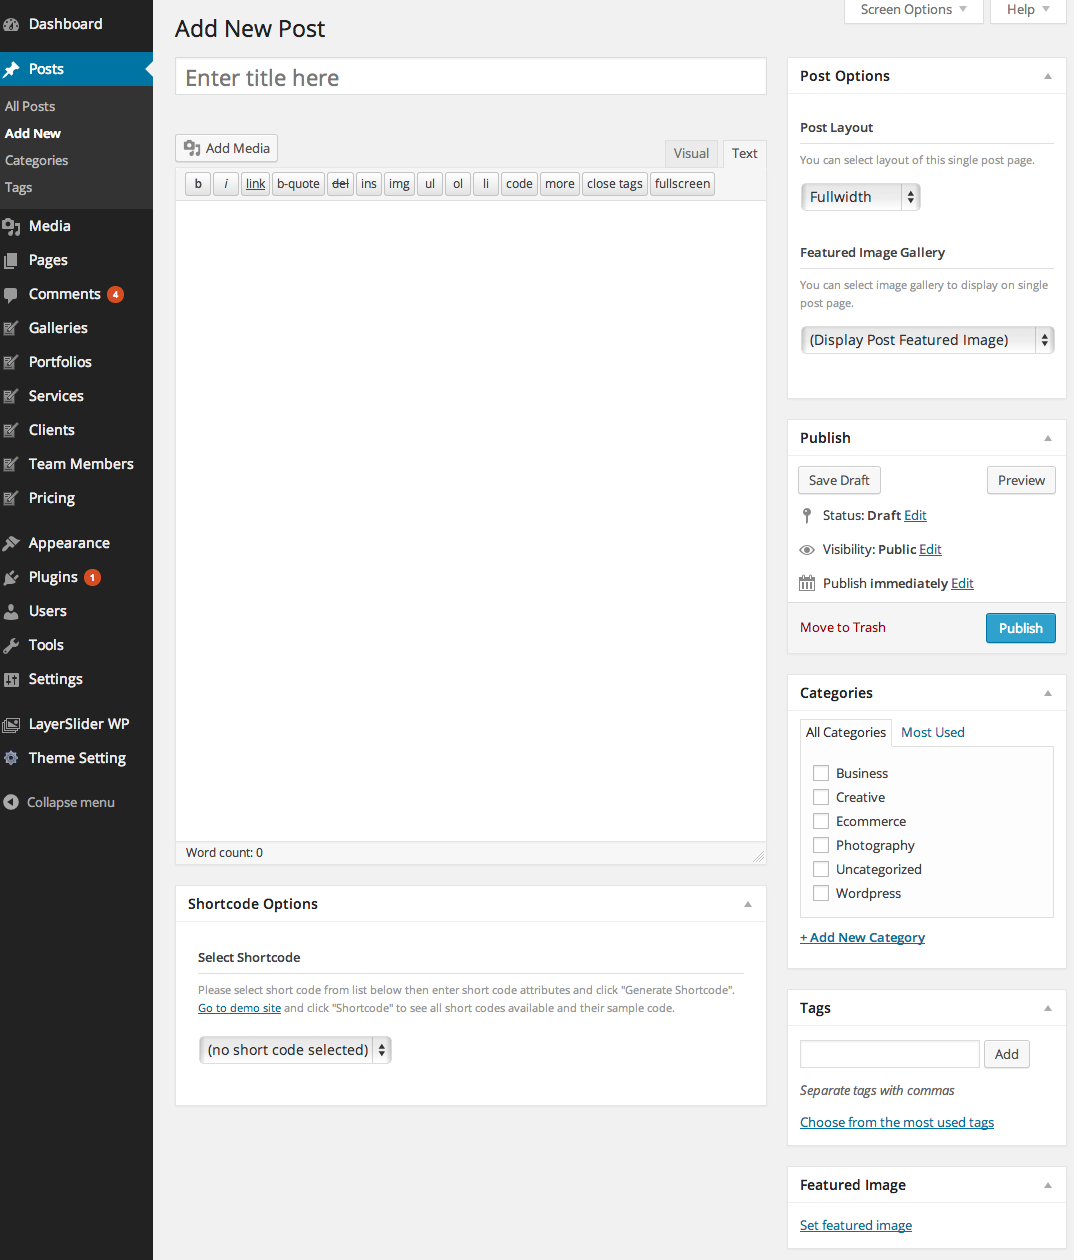 Dashboard
Posts
All Posts
Add New
Categories
Tags
Media
Pages
Comments 4
Galleries
Portfolios
Services
Clients
Team Members
Pricing
Appearance
Plugins 1
Users
Tools
Settings
LayerSlider WP
Theme Setting
Collapse menu
Screen Options
Help
Add New Post
Enter title here
Add Media
Visual
Text
b
i
link
b-quote
del
ins
img
ul
ol
li
code
more
close tags
fullscreen
Word count: 0
Shortcode Options
Select Shortcode
Please select short code from list below then enter short code attributes and click "Generate Shortcode".
Go to demo site and click "Shortcode" to see all short codes available and their sample code.
(no short code selected)
Post Options
Post Layout
You can select layout of this single post page.
Fullwidth
Featured Image Gallery
You can select image gallery to display on single
post page.
(Display Post Featured Image)
Publish
Save Draft
Preview
Status: Draft Edit
Visibility: Public Edit
Publish immediately Edit
Move to Trash
Publish
Categories
All Categories
Most Used
Business
Creative
Ecommerce
Photography
Uncategorized
Wordpress
+ Add New Category
Tags
Add
Separate tags with commas
Choose from the most used tags
Featured Image
Set featured image